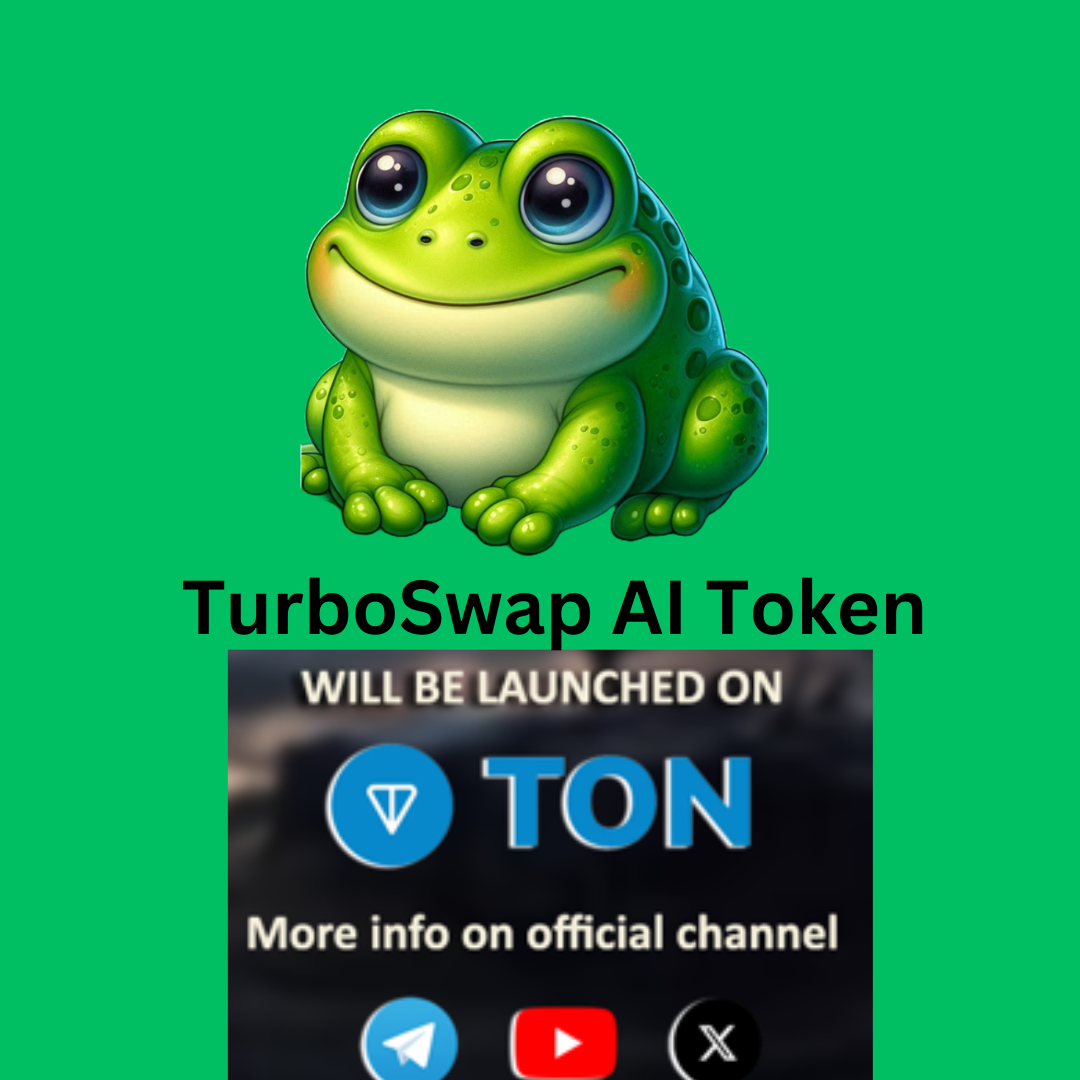 TurboSwap AI Token
WILL BE LAUNCHED ON
TON
More info on official channel